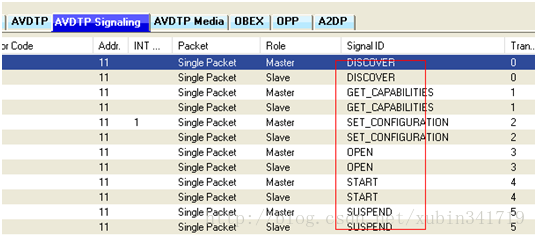 AVDTP AVDTP Signaling AVDTP Media OBEX OPP A2DP
or Code Addr. INT ... Packet Role Signal ID Tran...
11 Single Packet Master DISCOVER 0
11 Single Packet Slave DISCOVER 0
11 Single Packet Master GET_CAPABILITIES 1
11 Single Packet Slave GET_CAPABILITIES 1
11 1 Single Packet Master SET_CONFIGURATION 2
11 Single Packet Slave SET_CONFIGURATION 2
11 Single Packet Master OPEN 3
11 Single Packet Slave OPEN 3
11 Single Packet Master START 4
11 Single Packet Slave START 4
11 Single Packet Master SUSPEND 5
11 Single Packet Slave SUSPEND 5
http://blog.csdn.net/xubin341719